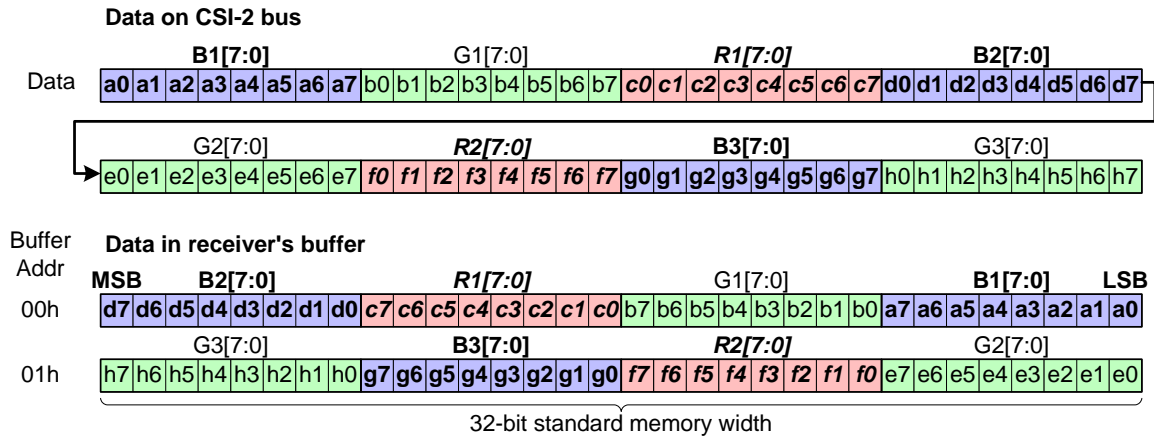 Data on CSI-2 bus
B1[7:0] G1[7:0] R1[7:0] B2[7:0]
Data a0 a1 a2 a3 a4 a5 a6 a7 b0 b1 b2 b3 b4 b5 b6 b7 c0 c1 c2 c3 c4 c5 c6 c7 d0 d1 d2 d3 d4 d5 d6 d7
G2[7:0] R2[7:0] B3[7:0] G3[7:0]
e0 e1 e2 e3 e4 e5 e6 e7 f0 f1 f2 f3 f4 f5 f6 f7 g0 g1 g2 g3 g4 g5 g6 g7 h0 h1 h2 h3 h4 h5 h6 h7
Buffer Addr
Data in receiver's buffer
MSB B2[7:0] R1[7:0] G1[7:0] B1[7:0] LSB
00h d7 d6 d5 d4 d3 d2 d1 d0 c7 c6 c5 c4 c3 c2 c1 c0 b7 b6 b5 b4 b3 b2 b1 b0 a7 a6 a5 a4 a3 a2 a1 a0
G3[7:0] B3[7:0] R2[7:0] G2[7:0]
01h h7 h6 h5 h4 h3 h2 h1 h0 g7 g6 g5 g4 g3 g2 g1 g0 f7 f6 f5 f4 f3 f2 f1 f0 e7 e6 e5 e4 e3 e2 e1 e0
32-bit standard memory width